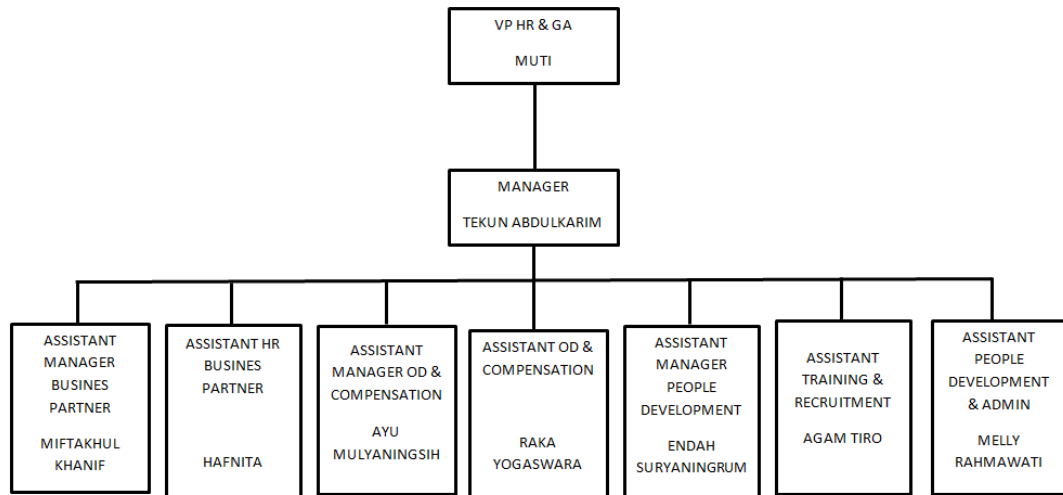 VP HR & GA
MUTI
MANAGER
TEKUN ABDULKARIM
ASSISTANT
MANAGER
BUSINES
PARTNER
MIFTAKHUL
KHANIF
ASSISTANT HR
BUSINES
PARTNER
HAFNITA
ASSISTANT
MANAGER OD &
COMPENSATION
AYU
MULYANINGSIH
ASSISTANT OD &
COMPENSATION
RAKA
YOGASWARA
ASSISTANT
MANAGER
PEOPLE
DEVELOPMENT
ENDAH
SURYANINGRUM
ASSISTANT
TRAINING &
RECRUITMENT
AGAM TIRO
ASSISTANT
PEOPLE
DEVELOPMENT
& ADMIN
MELLY
RAHMAWATI